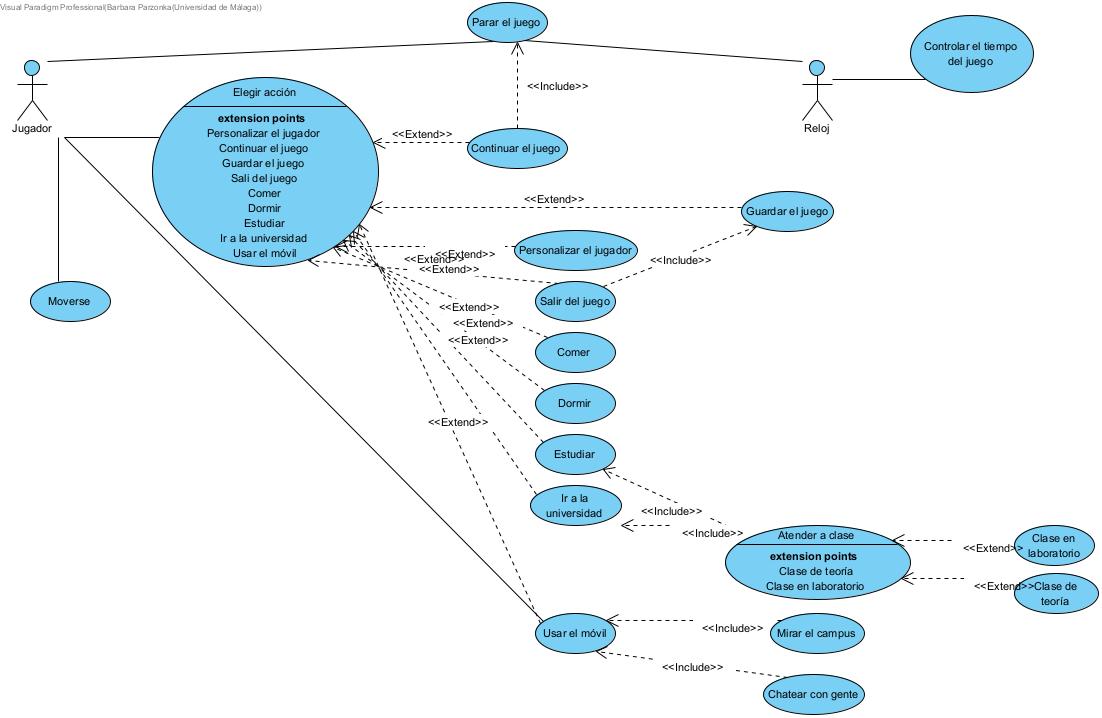 Visual Paradigm Professional(Barbara Parzonka(Universidad de Málaga))
Parar el juego
Controlar el tiempo
del juego
Jugador
Reloj
<<Include>>
Elegir acción
extension points
Personalizar el jugador
Continuar el juego
Guardar el juego
Sali del juego
Comer
Dormir
Estudiar
Ir a la universidad
Usar el móvil
<<Extend>>
Continuar el juego
<<Extend>>
Guardar el juego
Personalizar el jugador
<<Extend>>
<<Extend>>
<<Extend>>
<<Include>>
Salir del juego
Moverse
<<Extend>>
<<Extend>>
<<Extend>>
Comer
Dormir
<<Extend>>
Estudiar
Ir a la
universidad
<<Include>>
<<Include>>
Atender a clase
extension points
Clase de teoría
Clase en laboratorio
<<Extend>>
Clase en
laboratorio
<<Extend>>
Clase de
teoría
Usar el móvil
<<Include>>
Mirar el campus
<<Include>>
Chatear con gente